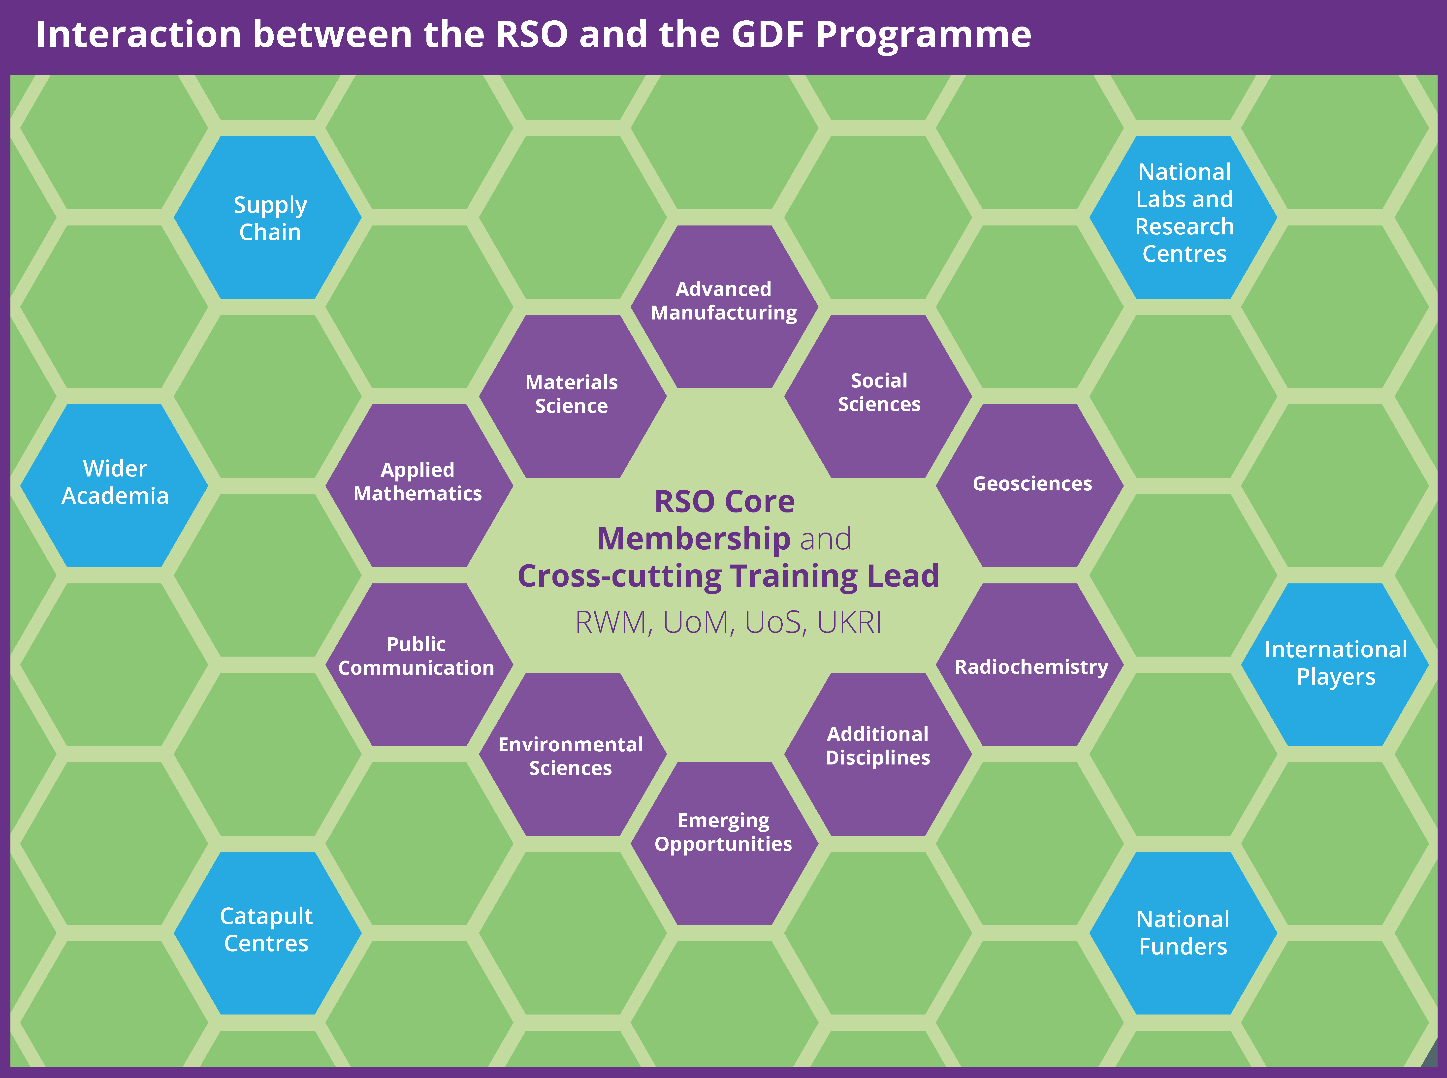 Interaction between the RSO and the GDF Programme
Supply
Chain
National
Labs and
Research
Centres
Advanced
Manufacturing
Materials
Science
Social
Sciences
Wider
Academia
Applied
Mathematics
Geosciences
RSO Core
Membership and
Cross-cutting Training Lead
RWM, UoM, UoS, UKRI
Public
Communication
Radiochemistry
International
Players
Environmental
Sciences
Additional
Disciplines
Emerging
Opportunities
Catapult
Centres
National
Funders